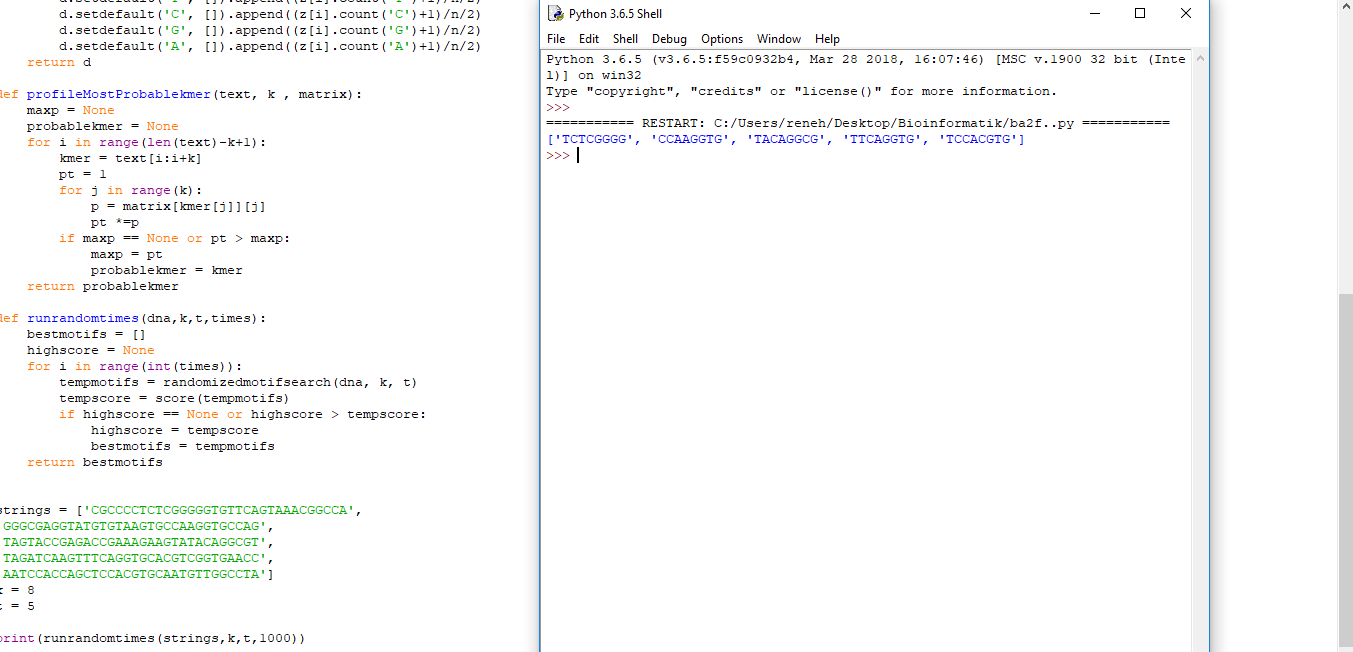 d.setdefault('C', []).append((z[i].count('C')+1)/n/2)
d.setdefault('G', []).append((z[i].count('G')+1)/n/2)
d.setdefault('A', []).append((z[i].count('A')+1)/n/2)
return d
ef profileMostProbablekmer(text, k , matrix):
maxp = None
probablekmer = None
for i in range(len(text)-k+1):
kmer = text[i:i+k]
pt = 1
for j in range(k):
p = matrix[kmer[j]][j]
pt *=p
if maxp == None or pt > maxp:
maxp = pt
probablekmer = kmer
return probablekmer
ef runrandomtimes(dna,k,t,times):
bestmotifs = []
highscore = None
for i in range(int(times)):
tempmotifs = randomizedmotifsearch(dna, k, t)
tempscore = score(tempmotifs)
if highscore == None or highscore > tempscore:
highscore = tempscore
bestmotifs = tempmotifs
return bestmotifs
strings = ['CGCCCCTCTCGGGGGTGTTCAGTAAACGGCCA',
GGGCGAGGTATGTGTAAGTGCCAAGGTGCCAG',
TAGTACCGAGACCGAAAGAAGTATACAGGCGT',
TAGATCAAGTTTCAGGTGCACGTCGGTGAACC',
AATCCACCAGCTCCACGTGCAATGTTGGCCTA']
= 8
= 5
print(runrandomtimes(strings,k,t,1000))
Python 3.6.5 Shell
File Edit Shell Debug Options Window Help
Python 3.6.5 (v3.6.5:f59c0932b4, Mar 28 2018, 16:07:46) [MSC v.1900 32 bit (Inte
l)] on win32
Type "copyright", "credits" or "license()" for more information.
>>>
=========== RESTART: C:/Users/reneh/Desktop/Bioinformatik/ba2f..py ===========
['TCTCGGGG', 'CCAAGGTG', 'TACAGGCG', 'TTCAGGTG', 'TCCACGTG']
>>>